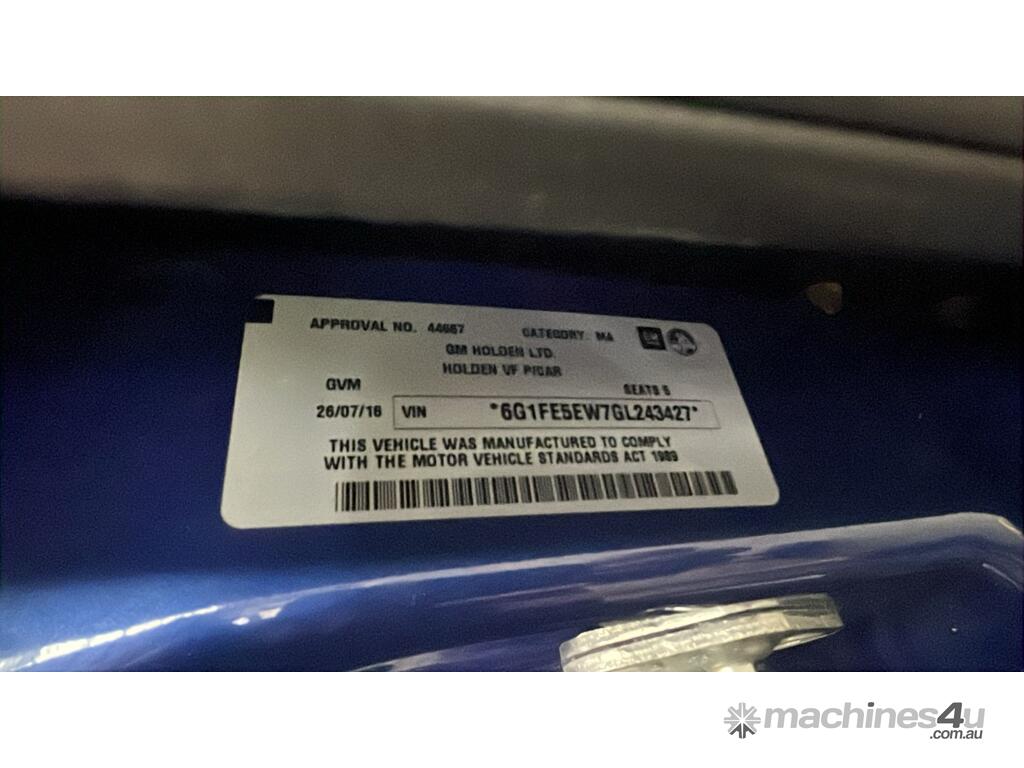 APPROVAL NO. 44667 CATEGORY. MA
GM
GM HOLDEN LTD.
HOLDEN VF P/CAR
GVM SEATS 5
26/07/16 VIN *6G1FE5EW7GL243427*
THIS VEHICLE WAS MANUFACTURED TO COMPLY
WITH THE MOTOR VEHICLE STANDARDS ACT 1989
machines4u
.com.au